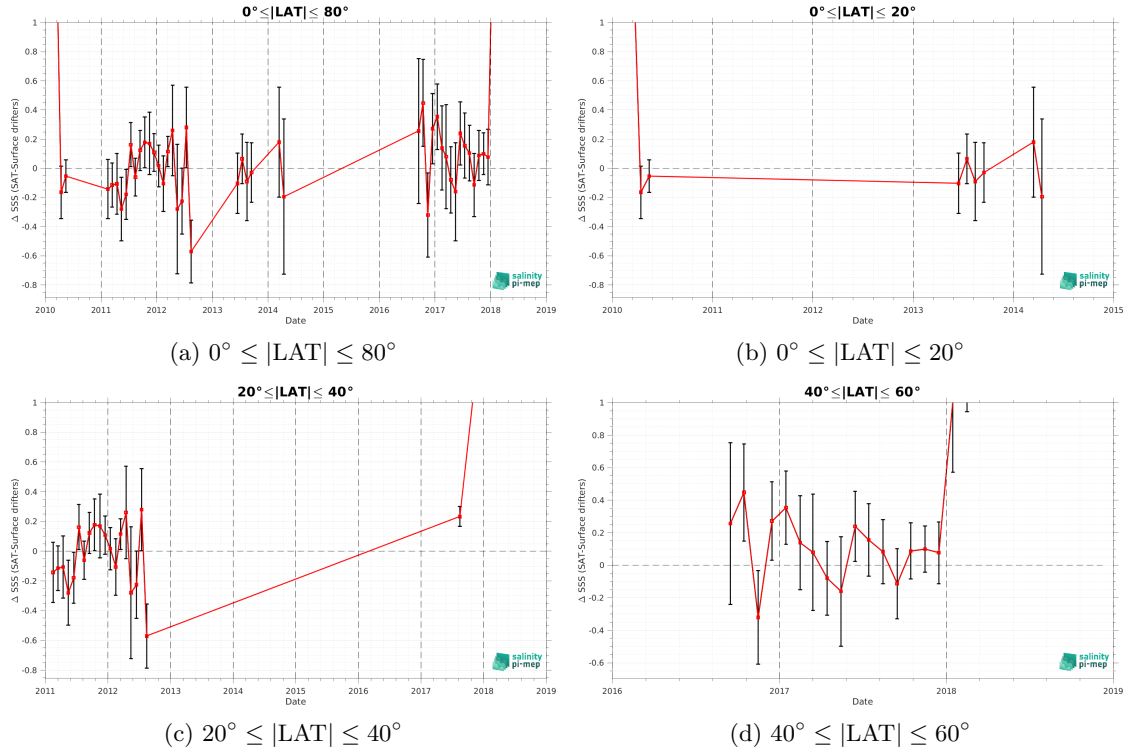 0°≤|LAT|≤ 80°
Δ SSS (SAT-Surface drifters)
1
0.8
0.6
0.4
0.2
0
-0.2
-0.4
-0.6
-0.8
2010 2011 2012 2013 2014 2015 2016 2017 2018 2019
Date
salinity
pi-mep
(a) 0° ≤ |LAT| ≤ 80°
0°≤|LAT|≤ 20°
Δ SSS (SAT-Surface drifters)
1
0.8
0.6
0.4
0.2
0
-0.2
-0.4
-0.6
-0.8
2010 2011 2012 2013 2014 2015
Date
salinity
pi-mep
(b) 0° ≤ |LAT| ≤ 20°
20°≤|LAT|≤ 40°
Δ SSS (SAT-Surface drifters)
1
0.8
0.6
0.4
0.2
0
-0.2
-0.4
-0.6
-0.8
2011 2012 2013 2014 2015 2016 2017 2018 2019
Date
salinity
pi-mep
(c) 20° ≤ |LAT| ≤ 40°
40°≤|LAT|≤ 60°
Δ SSS (SAT-Surface drifters)
1
0.8
0.6
0.4
0.2
0
-0.2
-0.4
-0.6
2016 2017 2018 2019
Date
salinity
pi-mep
(d) 40° ≤ |LAT| ≤ 60°